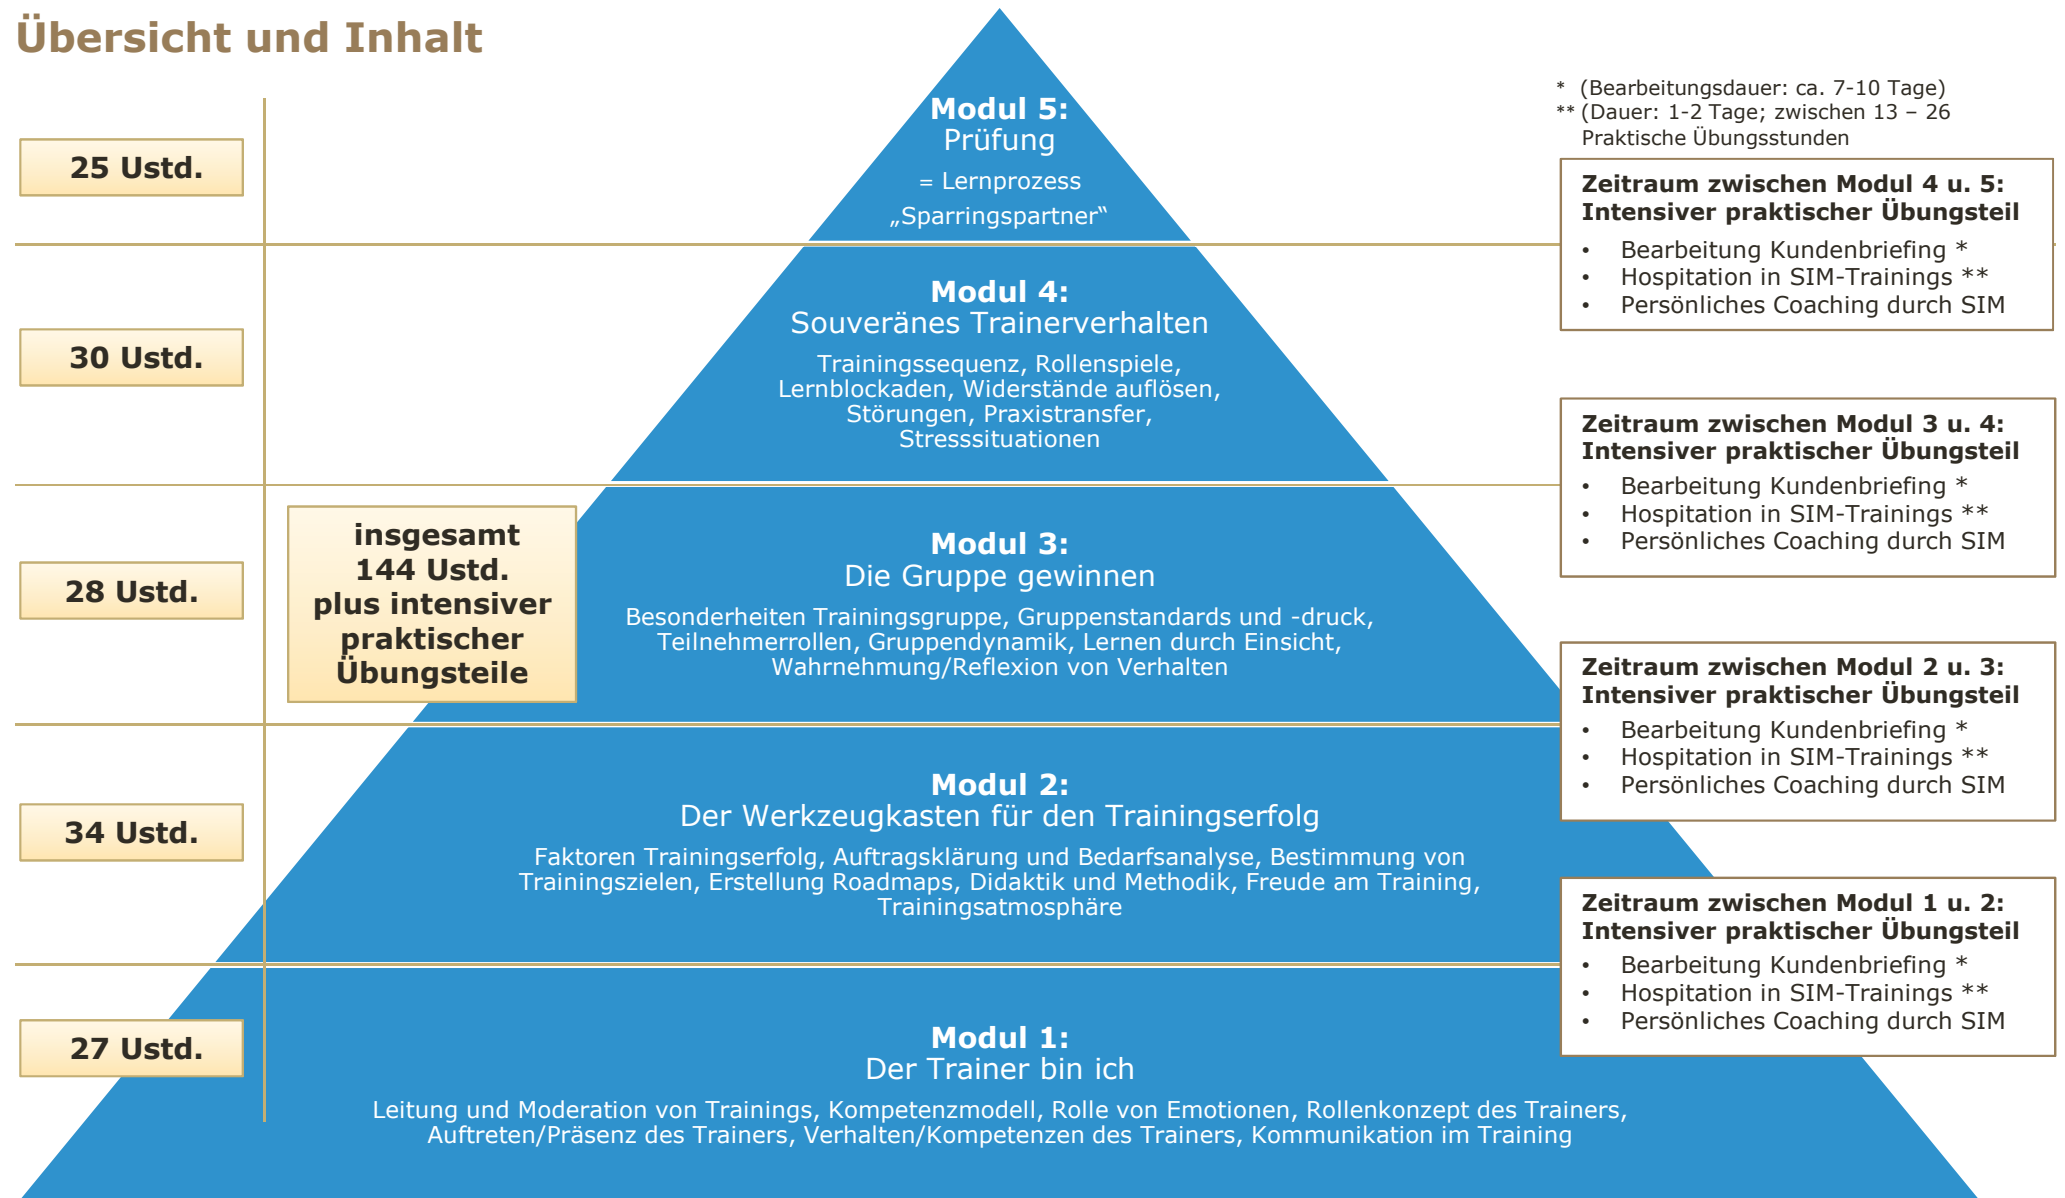 Übersicht und Inhalt
* (Bearbeitungsdauer: ca. 7-10 Tage)
** (Dauer: 1-2 Tage; zwischen 13 – 26
Praktische Übungsstunden
25 Ustd.
Modul 5:
Prüfung
= Lernprozess
„Sparringspartner“
Zeitraum zwischen Modul 4 u. 5:
Intensiver praktischer Übungsteil
• Bearbeitung Kundenbriefing *
• Hospitation in SIM-Trainings **
• Persönliches Coaching durch SIM
30 Ustd.
Modul 4:
Souveränes Trainerverhalten
Trainingssequenz, Rollenspiele,
Lernblockaden, Widerstände auflösen,
Störungen, Praxistransfer,
Stresssituationen
Zeitraum zwischen Modul 3 u. 4:
Intensiver praktischer Übungsteil
• Bearbeitung Kundenbriefing *
• Hospitation in SIM-Trainings **
• Persönliches Coaching durch SIM
28 Ustd.
insgesamt
144 Ustd.
plus intensiver
praktischer
Übungsteile
Modul 3:
Die Gruppe gewinnen
Besonderheiten Trainingsgruppe, Gruppenstandards und -druck,
Teilnehmerrollen, Gruppendynamik, Lernen durch Einsicht,
Wahrnehmung/Reflexion von Verhalten
Zeitraum zwischen Modul 2 u. 3:
Intensiver praktischer Übungsteil
• Bearbeitung Kundenbriefing *
• Hospitation in SIM-Trainings **
• Persönliches Coaching durch SIM
34 Ustd.
Modul 2:
Der Werkzeugkasten für den Trainingserfolg
Faktoren Trainingserfolg, Auftragsklärung und Bedarfsanalyse, Bestimmung von
Trainingszielen, Erstellung Roadmaps, Didaktik und Methodik, Freude am Training,
Trainingsatmosphäre
Zeitraum zwischen Modul 1 u. 2:
Intensiver praktischer Übungsteil
• Bearbeitung Kundenbriefing *
• Hospitation in SIM-Trainings **
• Persönliches Coaching durch SIM
27 Ustd.
Modul 1:
Der Trainer bin ich
Leitung und Moderation von Trainings, Kompetenzmodell, Rolle von Emotionen, Rollenkonzept des Trainers,
Auftreten/Präsenz des Trainers, Verhalten/Kompetenzen des Trainers, Kommunikation im Training